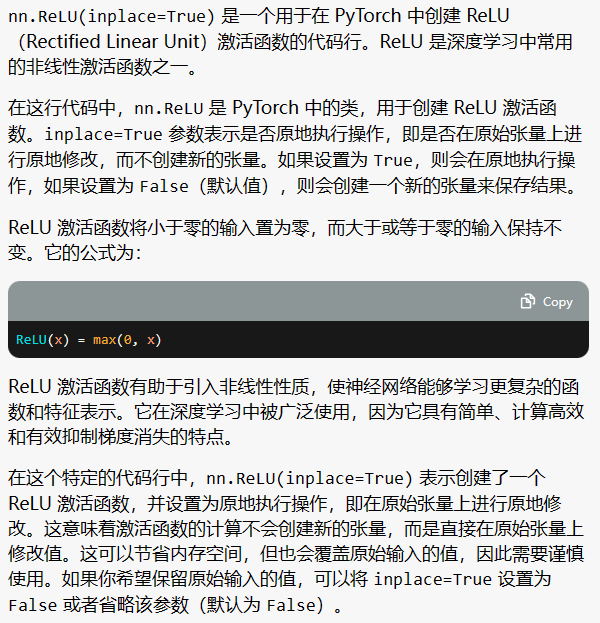 nn.ReLU(inplace=True) 是一个用于在 PyTorch 中创建 ReLU
（Rectified Linear Unit）激活函数的代码行。ReLU 是深度学习中常用
的非线性激活函数之一。
在这行代码中，nn.ReLU 是 PyTorch 中的类，用于创建 ReLU 激活函
数。inplace=True 参数表示是否原地执行操作，即是否在原始张量上进
行原地修改，而不创建新的张量。如果设置为 True，则会在原地执行操
作，如果设置为 False（默认值），则会创建一个新的张量来保存结果。
ReLU 激活函数将小于零的输入置为零，而大于或等于零的输入保持不
变。它的公式为：
Copy
ReLU(x) = max(0, x)
ReLU 激活函数有助于引入非线性性质，使神经网络能够学习更复杂的函
数和特征表示。它在深度学习中被广泛使用，因为它具有简单、计算高效
和有效抑制梯度消失的特点。
在这个特定的代码行中，nn.ReLU(inplace=True) 表示创建了一个
ReLU 激活函数，并设置为原地执行操作，即在原始张量上进行原地修
改。这意味着激活函数的计算不会创建新的张量，而是直接在原始张量上
修改值。这可以节省内存空间，但也会覆盖原始输入的值，因此需要谨慎
使用。如果你希望保留原始输入的值，可以将 inplace=True 设置为
False 或者省略该参数（默认为 False）。